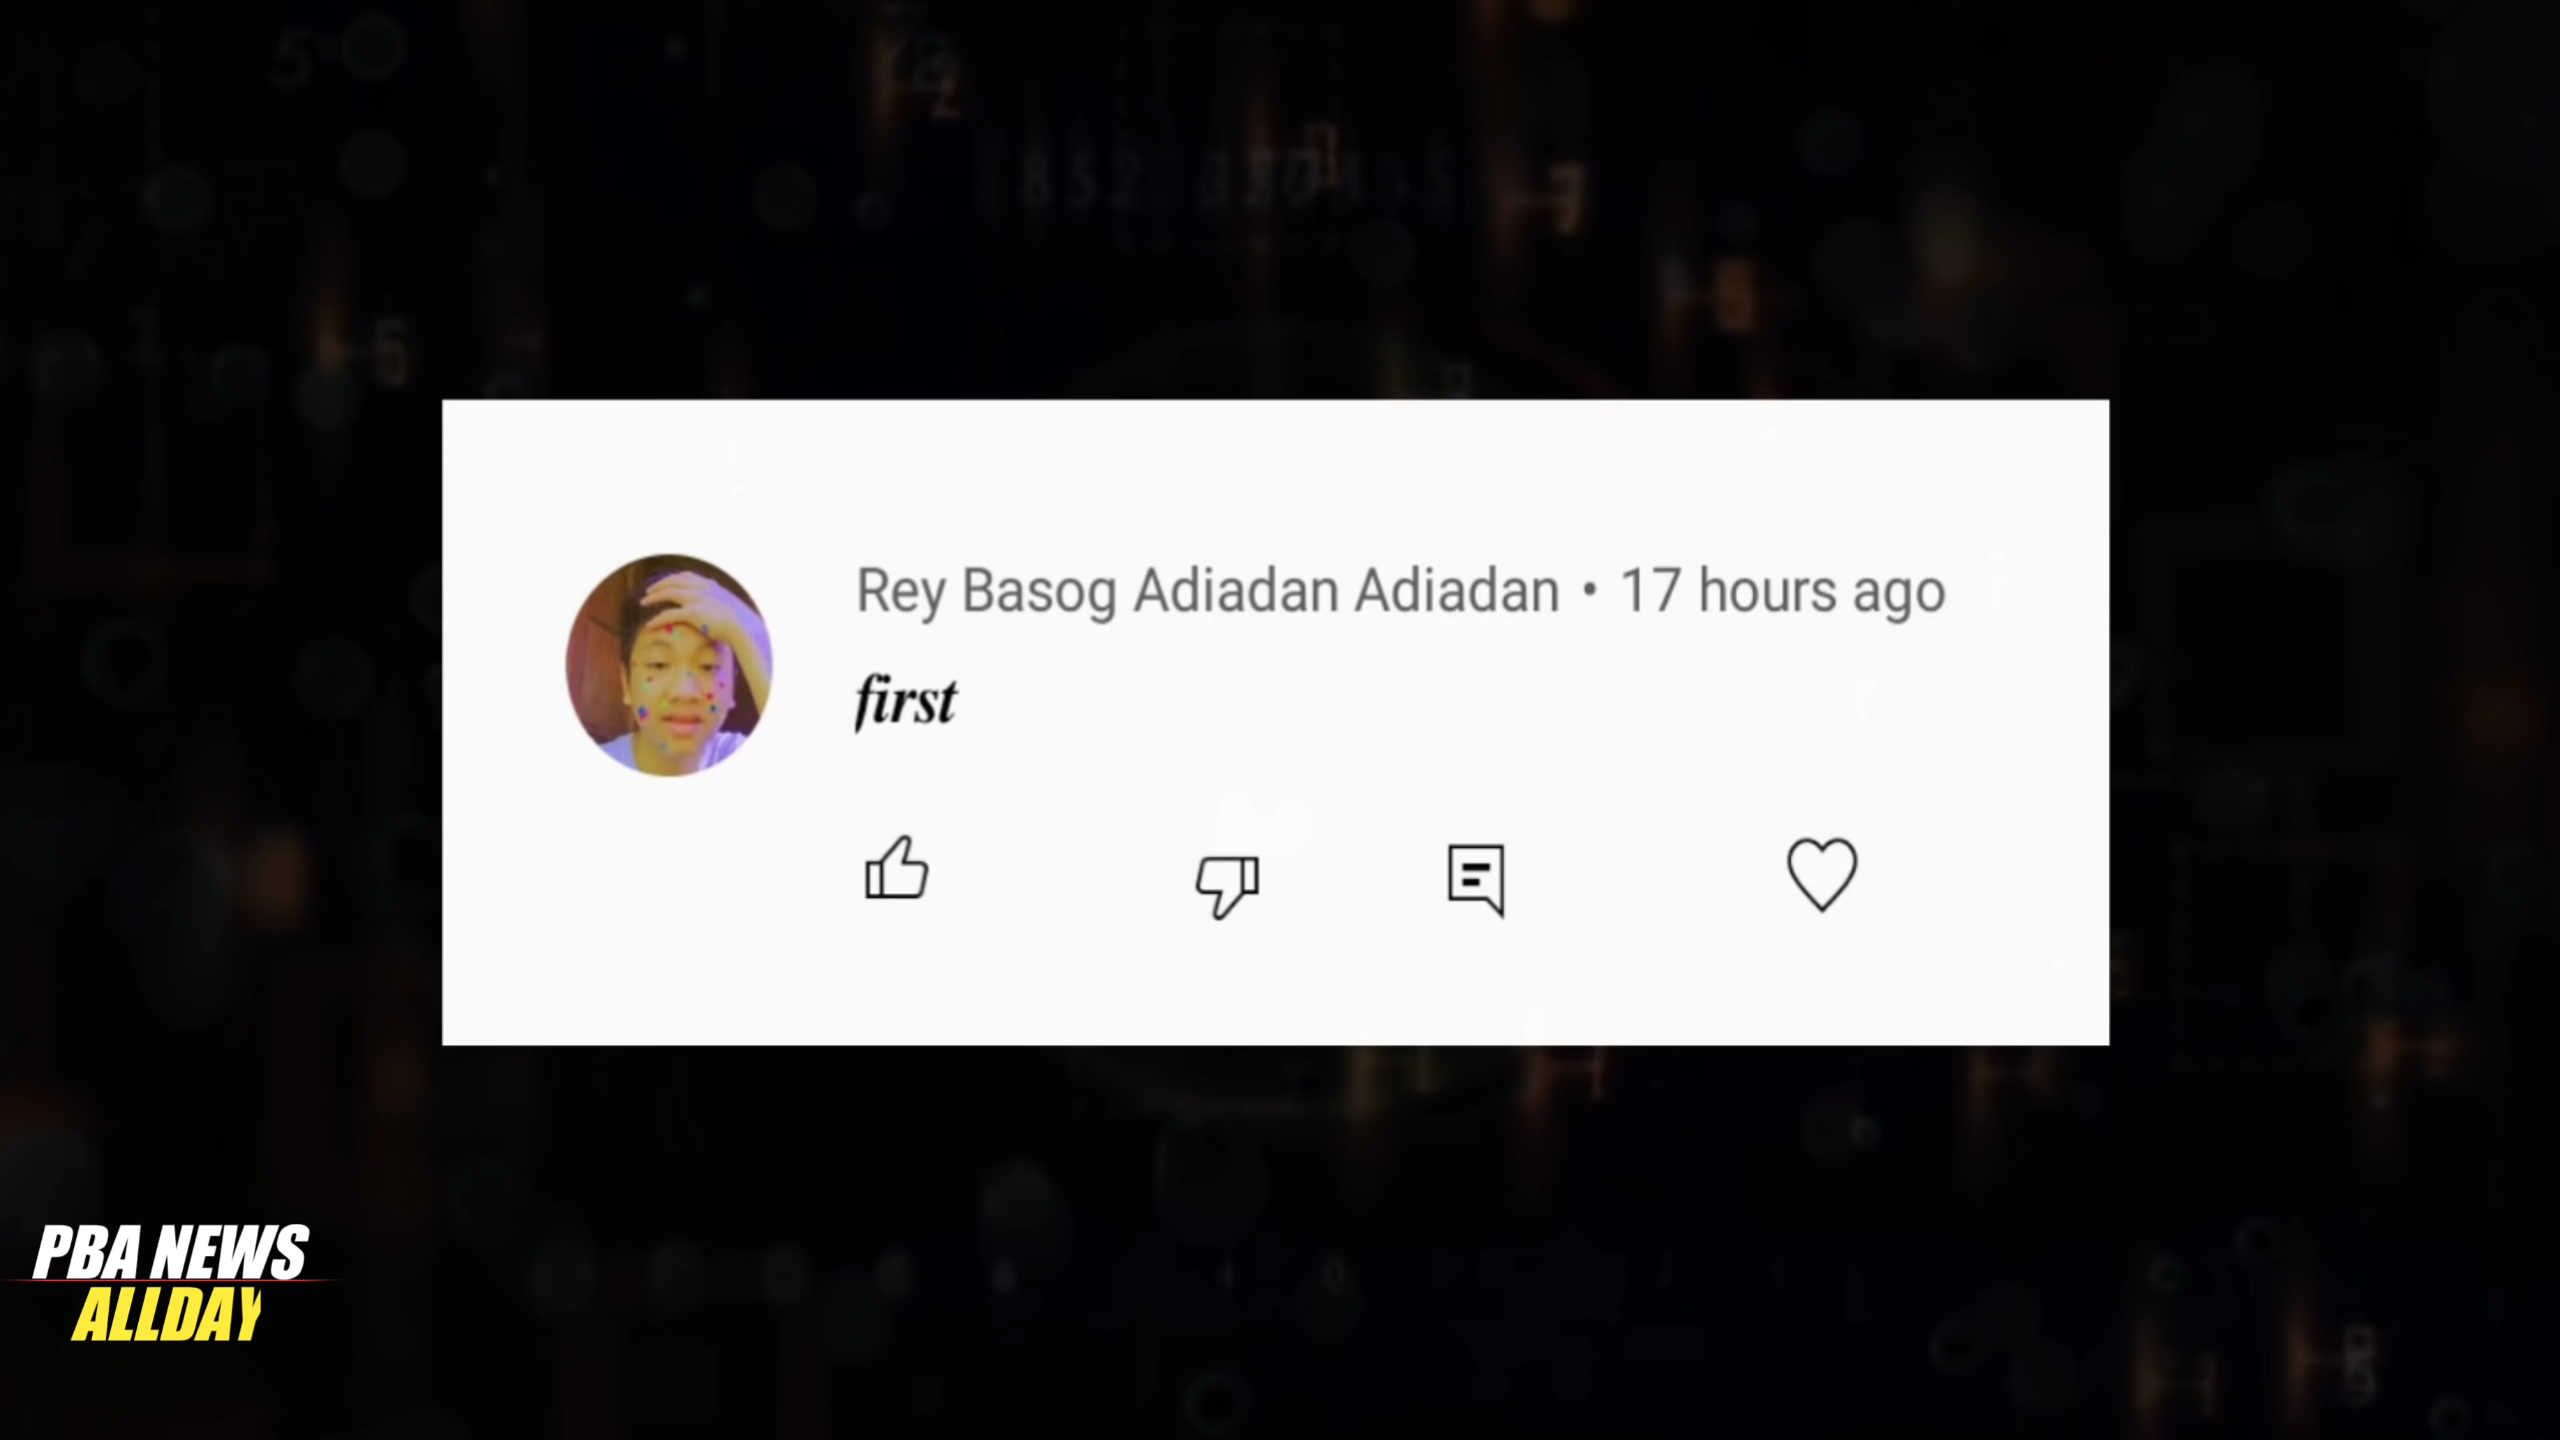 Rey Basog Adiadan Adiadan • 17 hours ago
first
PBA NEWS
ALLDAY